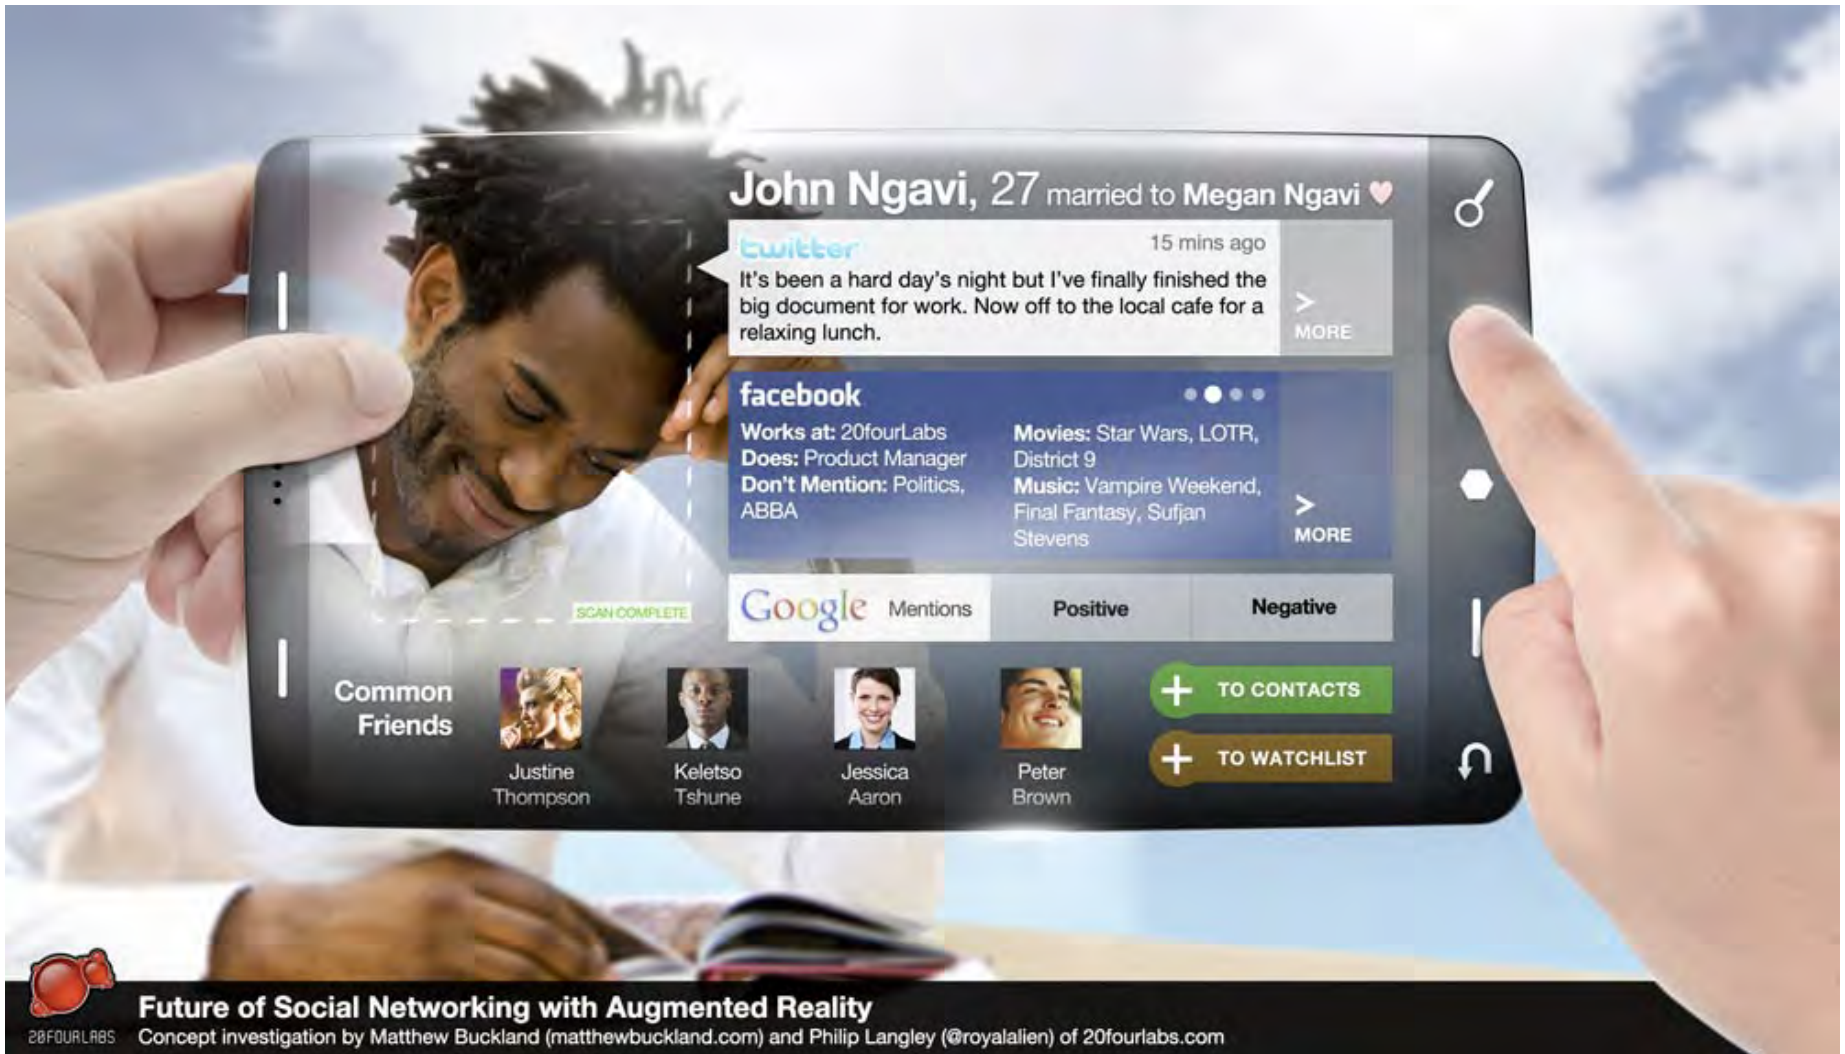 John Ngavi, 27 married to Megan Ngavi
twitter
15 mins ago
It's been a hard day's night but I've finally finished the
big document for work. Now off to the local cafe for a
relaxing lunch.
>
MORE
facebook
Works at: 20fourLabs
Does: Product Manager
Don't Mention: Politics,
ABBA
Movies: Star Wars, LOTR,
District 9
Music: Vampire Weekend,
Final Fantasy, Sufjan
Stevens
>
MORE
SCAN COMPLETE
Google Mentions
Positive
Negative
Common
Friends
Justine
Thompson
Keletso
Tshune
Jessica
Aaron
Peter
Brown
+ TO CONTACTS
+ TO WATCHLIST
20FOURLABS
Future of Social Networking with Augmented Reality
Concept investigation by Matthew Buckland (matthewbuckland.com) and Philip Langley (@royalalien) of 20fourlabs.com